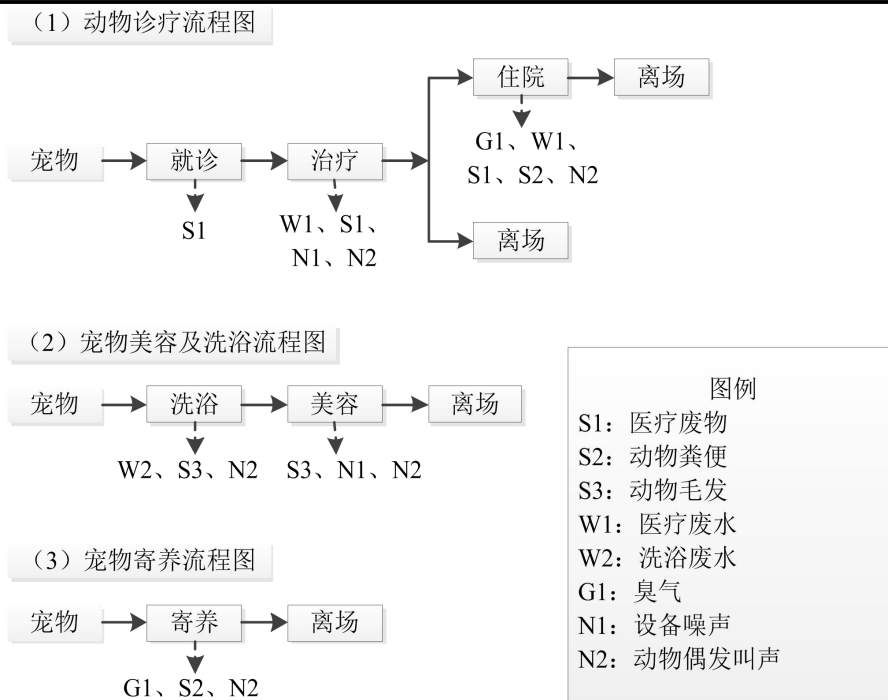 （1）动物诊疗流程图
住院
离场
宠物
就诊
治疗
G1、W1、
S1、S2、N2
S1
W1、S1、
N1、N2
离场
（2）宠物美容及洗浴流程图
宠物
洗浴
美容
离场
W2、S3、N2
S3、N1、N2
（3）宠物寄养流程图
宠物
寄养
离场
G1、S2、N2
图例
S1：医疗废物
S2：动物粪便
S3：动物毛发
W1：医疗废水
W2：洗浴废水
G1：臭气
N1：设备噪声
N2：动物偶发叫声